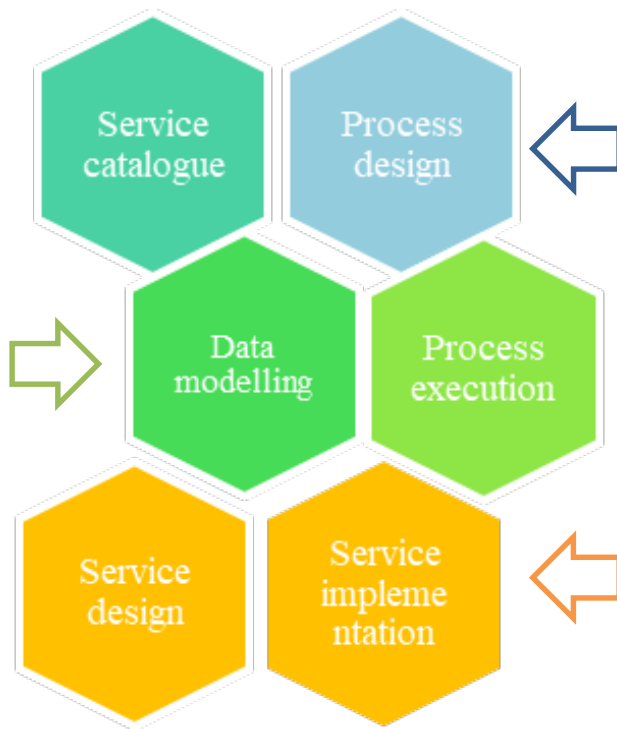 Service
catalogue
Process
design
Data
modelling
Process
execution
Service
design
Service
impleme
ntation